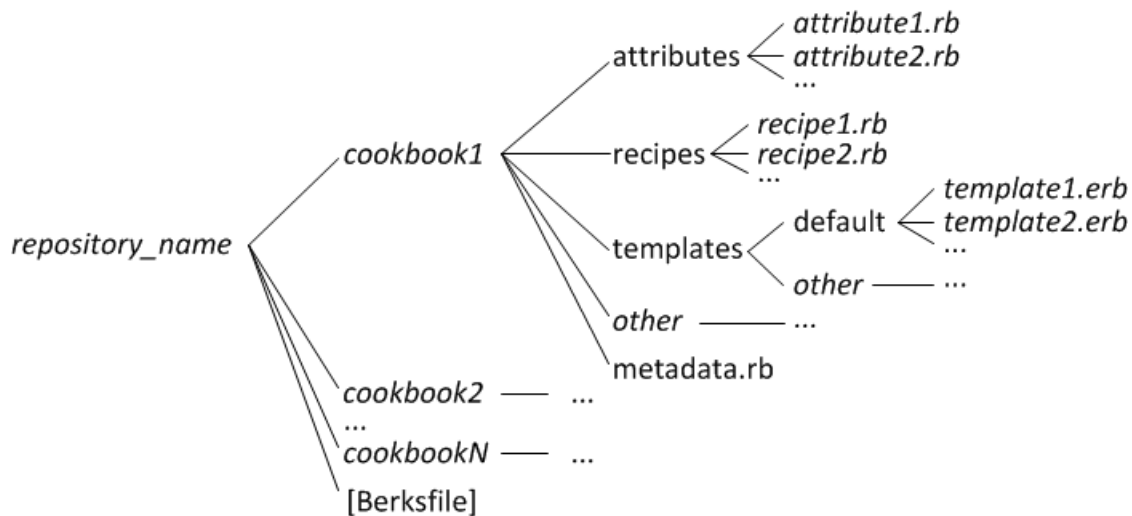 attribute1.rb
attributes
attribute2.rb
...
recipe1.rb
cookbook1
recipes
recipe2.rb
...
template1.erb
default
template2.erb
repository_name
templates
...
other
...
other
...
metadata.rb
cookbook2
...
...
cookbookN
...
[Berksfile]